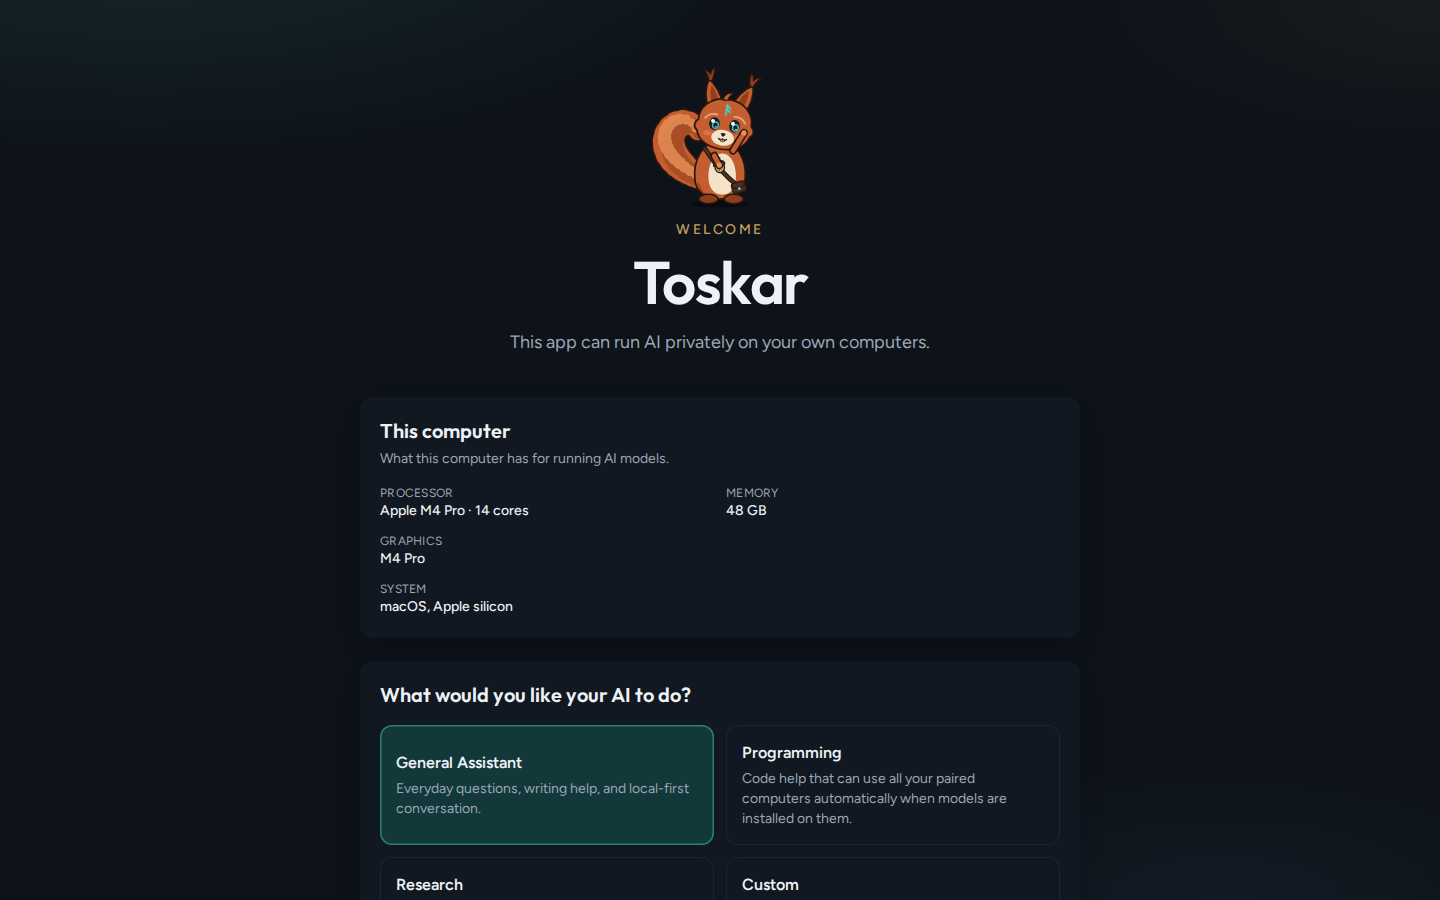 WELCOME
Toskar
This app can run AI privately on your own computers.
This computer
What this computer has for running AI models.
PROCESSOR
Apple M4 Pro · 14 cores
MEMORY
48 GB
GRAPHICS
M4 Pro
SYSTEM
macOS, Apple silicon
What would you like your AI to do?
General Assistant
Everyday questions, writing help, and local-first
conversation.
Programming
Code help that can use all your paired
computers automatically when models are
installed on them.
Research
Custom